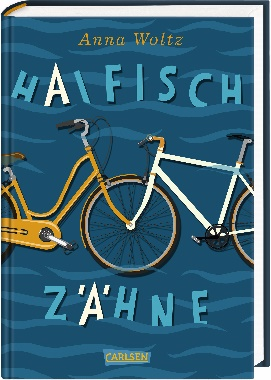 Anna Woltz
HAIFISCH
ZÄHNE
CARLSEN